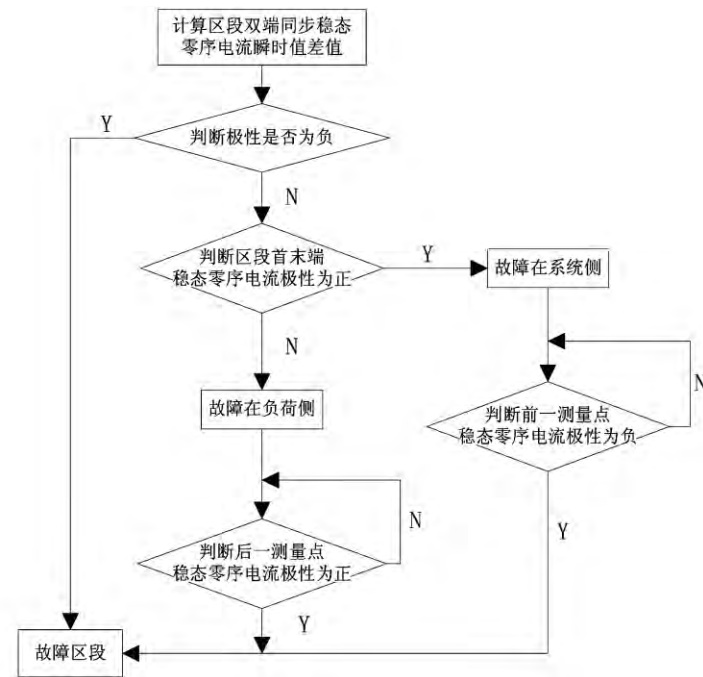 计算区段双端同步稳态
零序电流瞬时值差值
Y
判断极性是否为负
N
判断区段首末端
稳态零序电流极性为正
Y
故障在系统侧
N
N
故障在负荷侧
判断前一测量点
稳态零序电流极性为负
N
Y
判断后一测量点
稳态零序电流极性为正
Y
故障区段